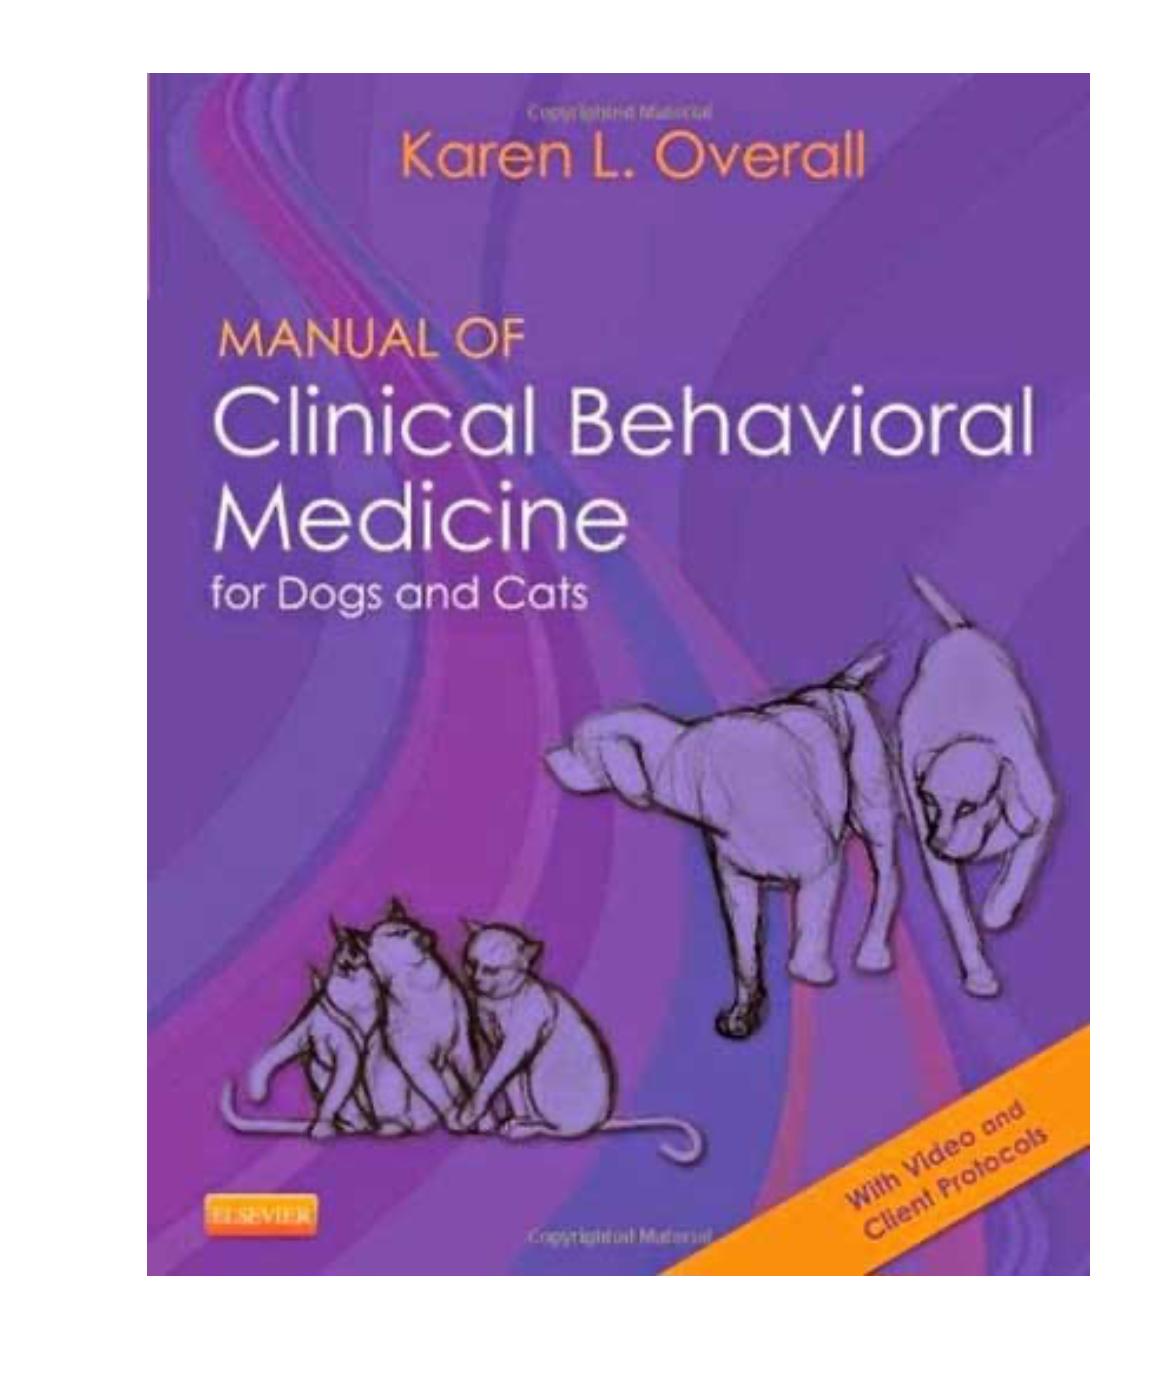 Copyrighted Material
Karen L. Overall
MANUAL OF
Clinical Behavioral
Medicine
for Dogs and Cats
With Video and
Client Protocols
ELSEVIER
Copyrighted Material